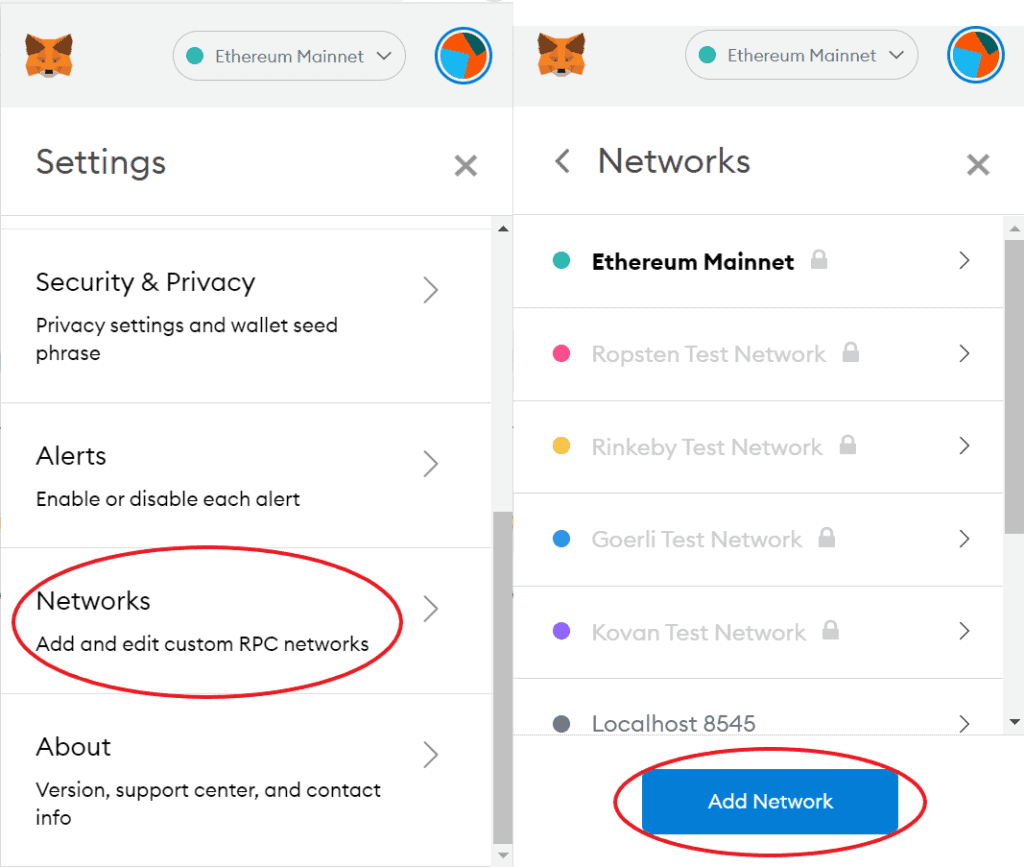 Ethereum Mainnet
Settings
Security & Privacy
Privacy settings and wallet seed
phrase
Alerts
Enable or disable each alert
Networks
Add and edit custom RPC networks
About
Version, support center, and contact
info
Ethereum Mainnet
Networks
Ethereum Mainnet
Ropsten Test Network
Rinkeby Test Network
Goerli Test Network
Kovan Test Network
Localhost 8545
Add Network